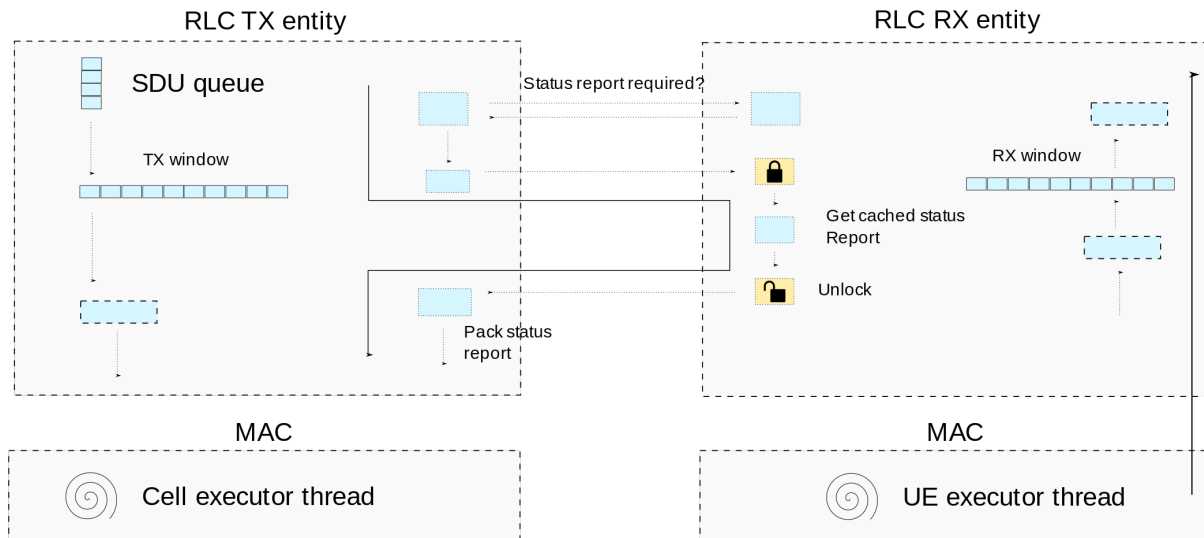 RLC TX entity
RLC RX entity
SDU queue
Status report required?
TX window
RX window
Get cached status
Report
Unlock
Pack status
report
MAC
MAC
Cell executor thread
UE executor thread